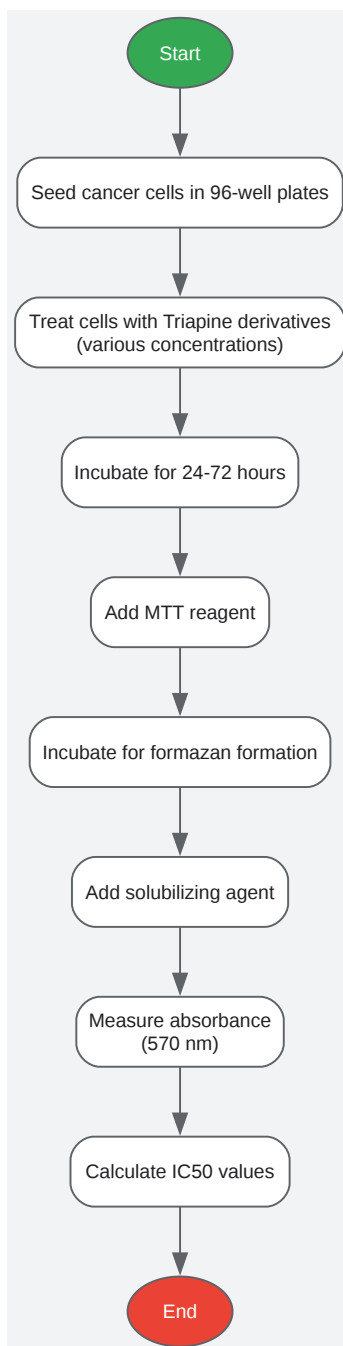 Start
Seed cancer cells in 96-well plates
Treat cells with Triapine derivatives
(various concentrations)
Incubate for 24-72 hours
Add MTT reagent
Incubate for formazan formation
Add solubilizing agent
Measure absorbance
(570 nm)
Calculate IC50 values
End